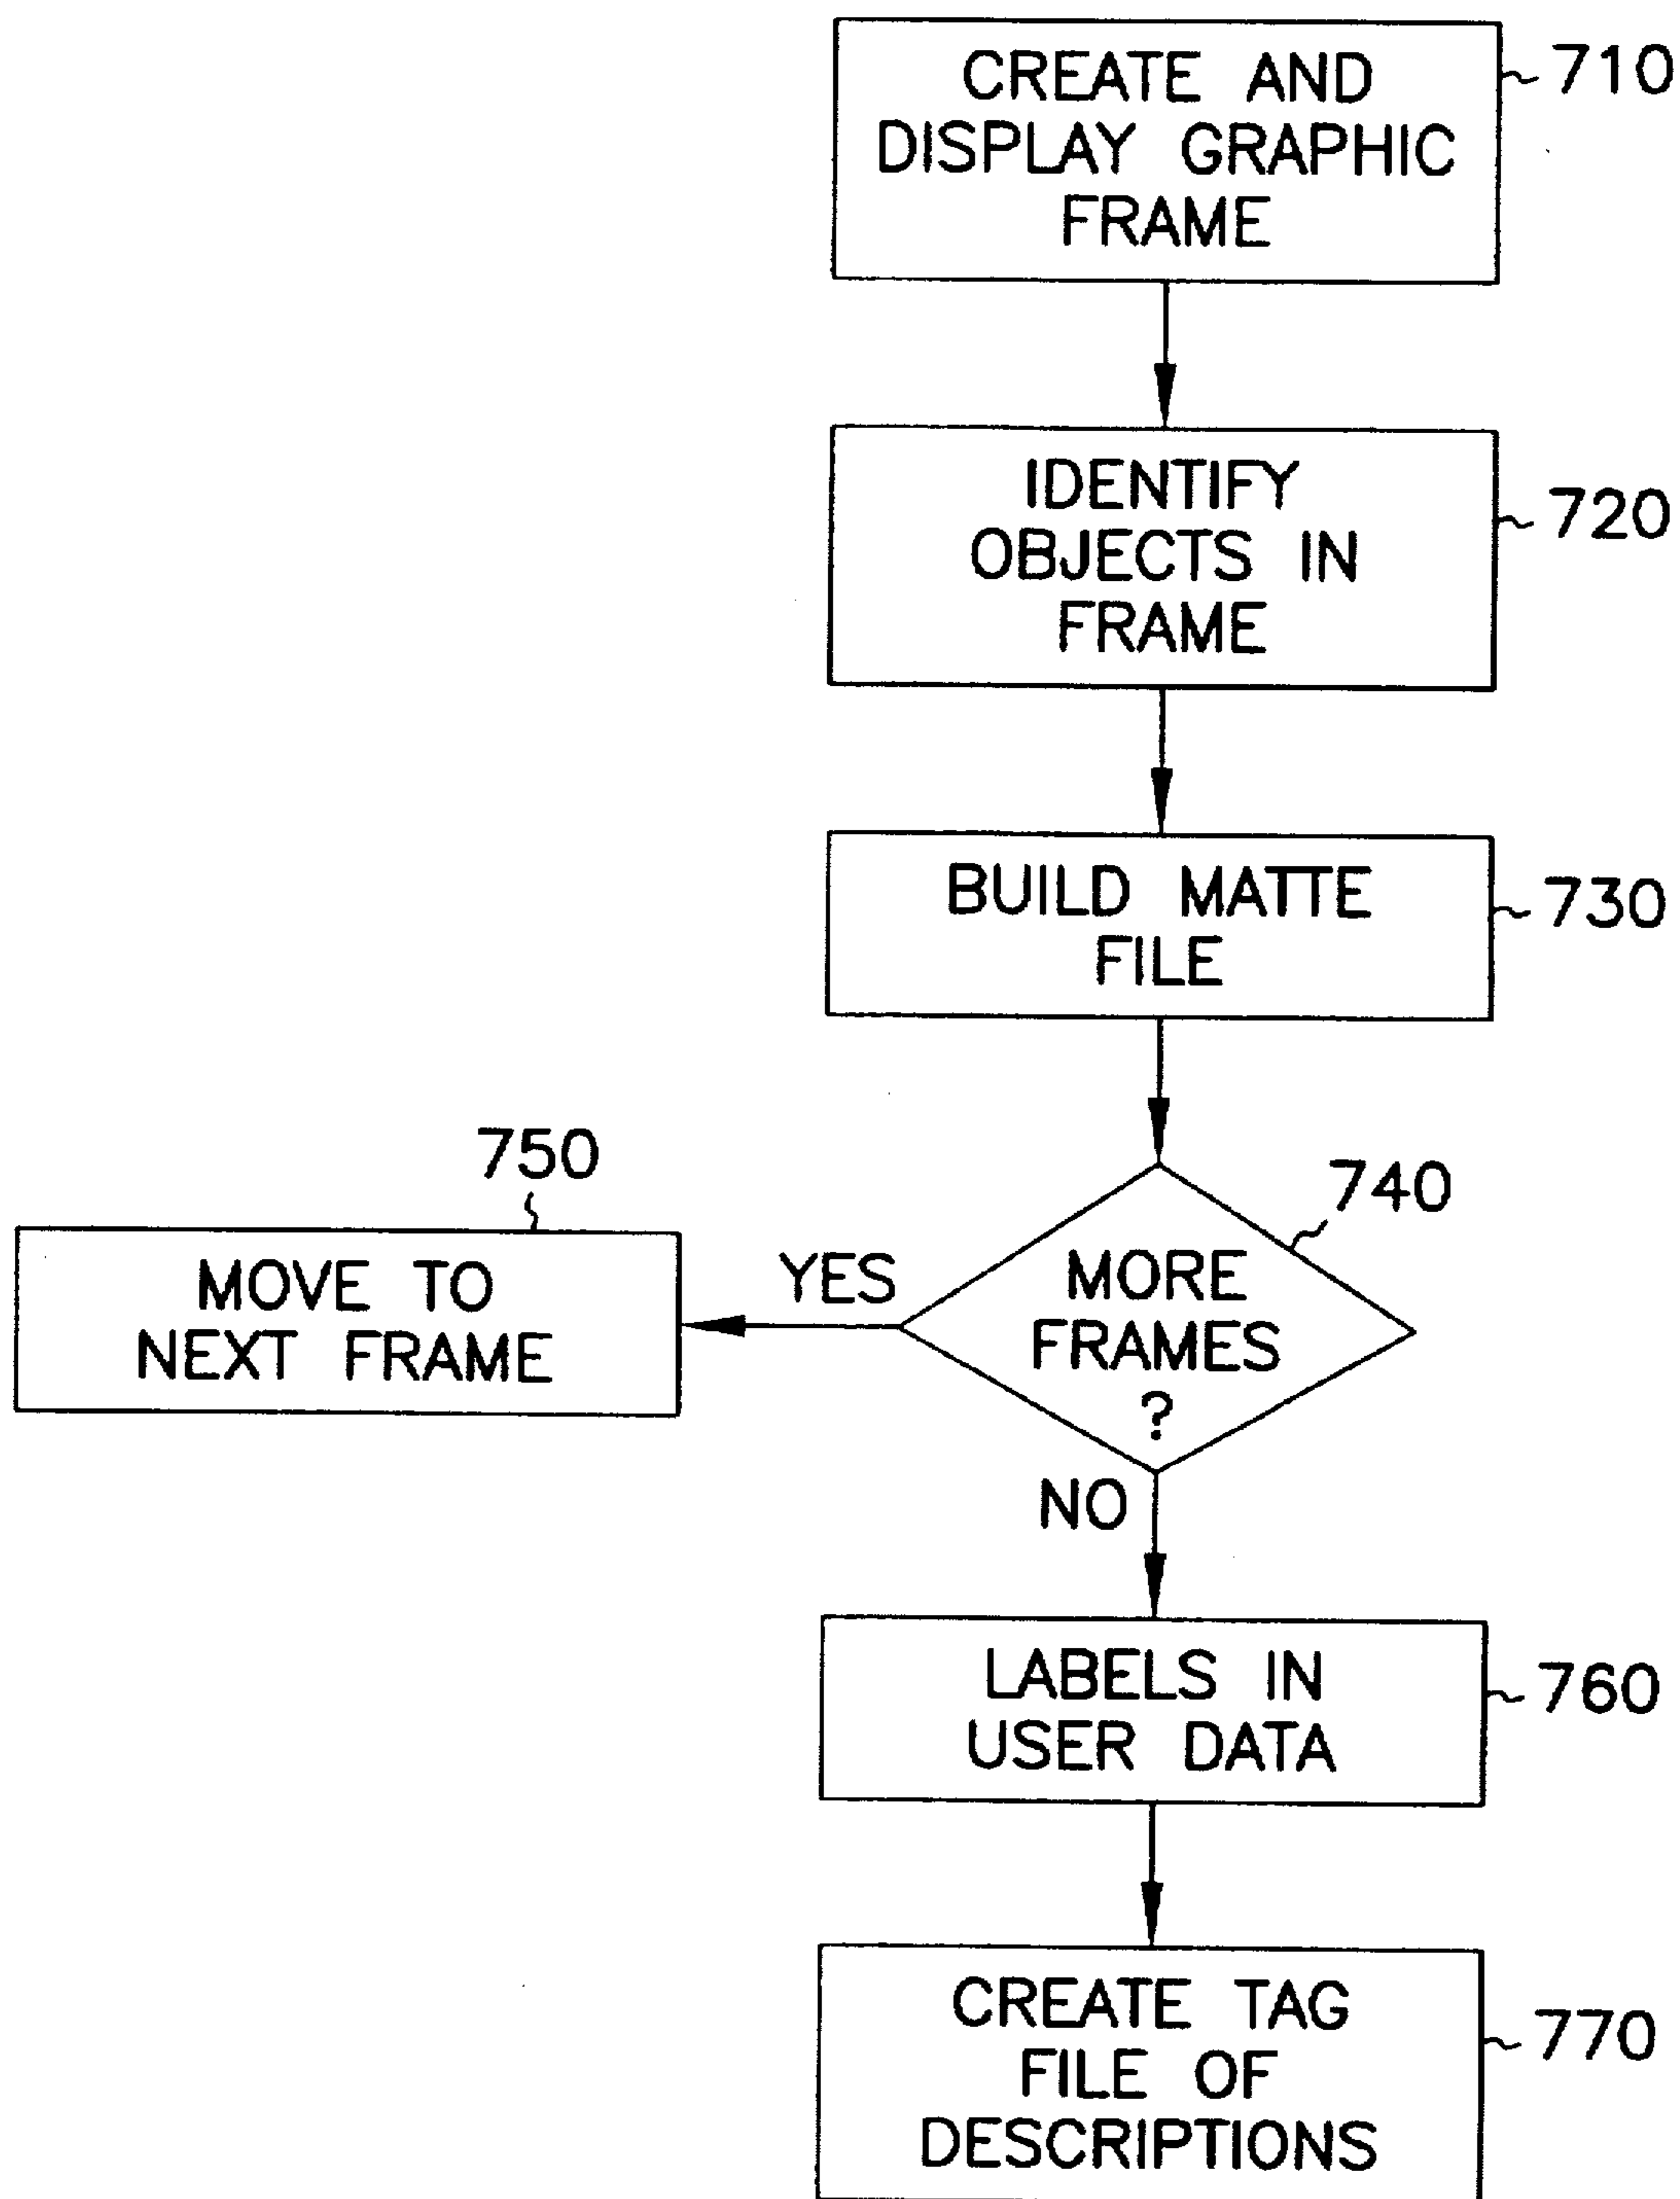 CREATE AND
DISPLAY GRAPHIC
FRAME
710
IDENTIFY
OBJECTS IN
FRAME
720
BUILD MATTE
FILE
730
750
MOVE TO
NEXT FRAME
YES
740
MORE
FRAMES
?
NO
LABELS IN
USER DATA
760
CREATE TAG
FILE OF
DESCRIPTIONS
770